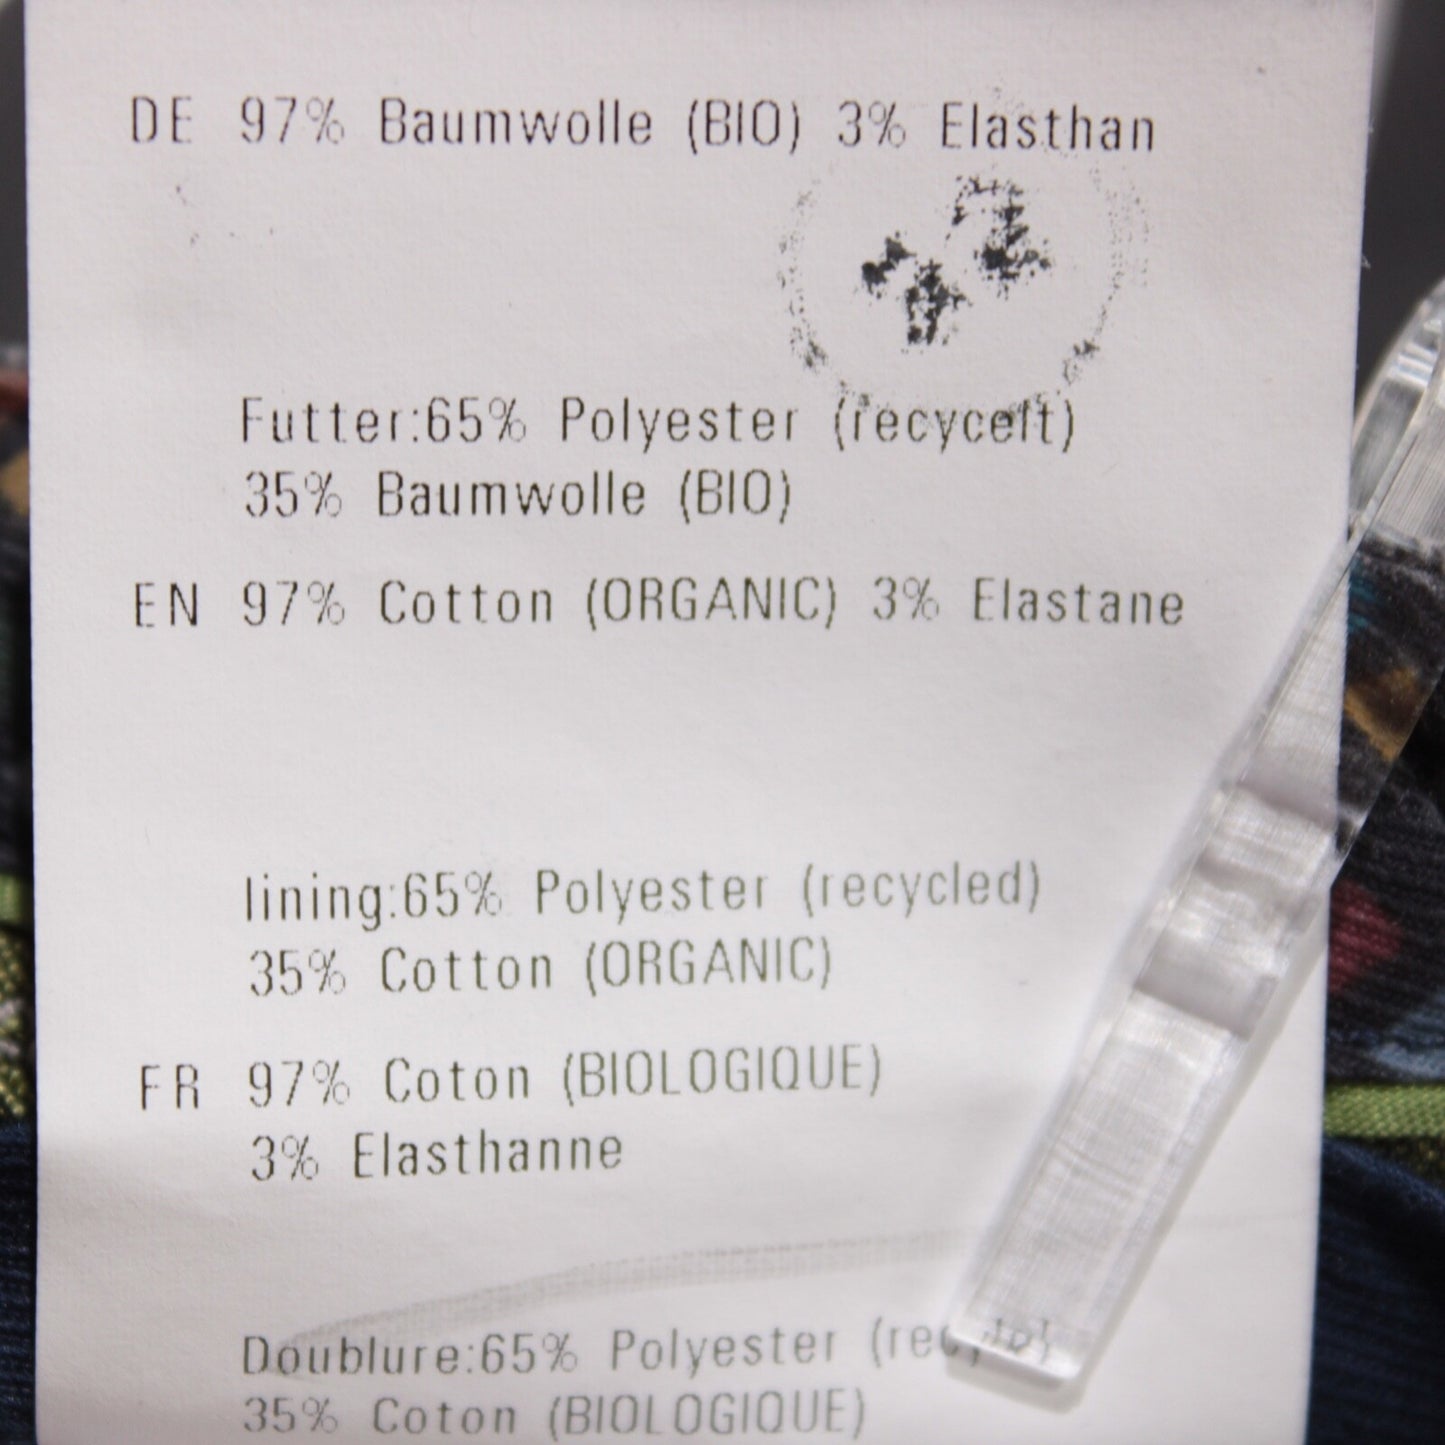 DE 97% Baumwolle (BIO) 3% Elasthan
Futter:65% Polyester (recycelt)
35% Baumwolle (BIO)
EN 97% Cotton (ORGANIC) 3% Elastane
lining:65% Polyester (recycled)
35% Cotton (ORGANIC)
FR 97% Coton (BIOLOGIQUE)
3% Elasthanne
Doublure:65% Polyester
35% Coton (BIOLOGIQUE)